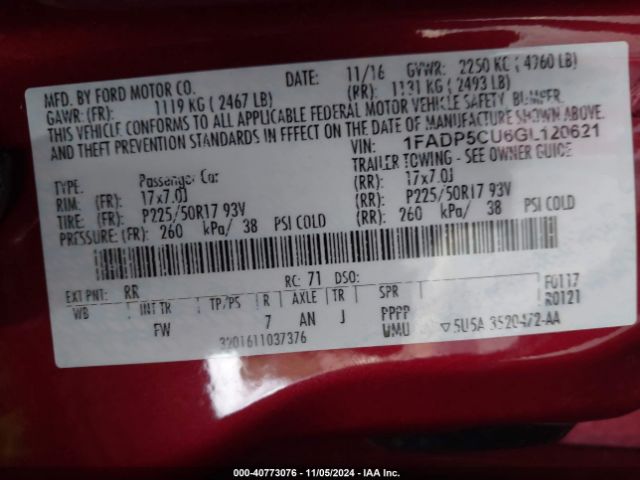 MFD. BY FORD MOTOR CO. DATE: 11/16 GVWR: 2250 KG ( 4960 LB)
GAWR: (FR): 1119 KG ( 2467 LB) (RR): 1131 KG ( 2493 LB)
THIS VEHICLE CONFORMS TO ALL APPLICABLE FEDERAL MOTOR VEHICLE SAFETY, BUMPER,
THEFT PREVENTION STANDARDS IN EFFECT ON THE DATE OF MANUFACTURE SHOWN ABOVE.
VIN: 1FADP5CU6GL120621
TYPE: Passenger Car TRAILER TOWING - SEE OWNER GUIDE
RIM: (FR): 17x7.0J (RR): 17x7.0J
TIRE: (FR): P225/50R17 93V (RR): P225/50R17 93V
PRESSURE: (FR): 260 kPa/ 38 PSI COLD (RR): 260 kPa/ 38 PSI COLD
EXT PNT: RR RC: 71 DSO: F0117
WB INT TR TP/PS R AXLE TR SPR R0121
FW 7 AN J PPPP
WMU
3201611037376 5U5A 3520472-AA
000-40773076 - 11/05/2024 - IAA Inc.